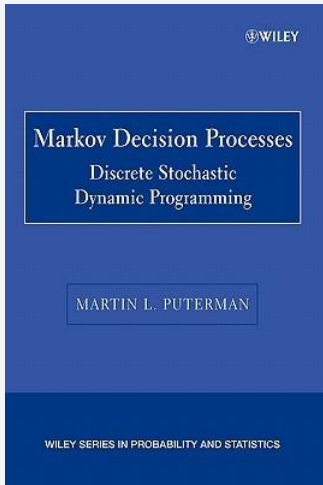 WILEY
Markov Decision Processes
Discrete Stochastic
Dynamic Programming
MARTIN L. PUTERMAN
WILEY SERIES IN PROBABILITY AND STATISTICS